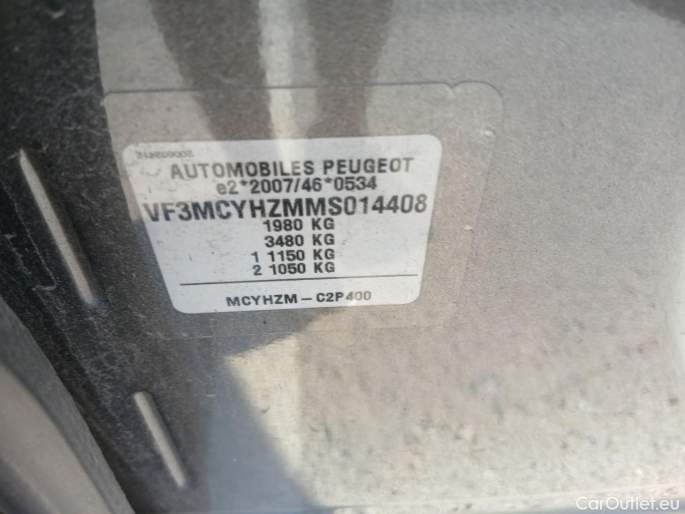 AUTOMOBILES PEUGEOT
e2*2007/46*0534
VF3MCYHZMMS014408
1980 KG
3480 KG
1 1150 KG
2 1050 KG
MCYHZM – C2P400
CarOutlet.eu